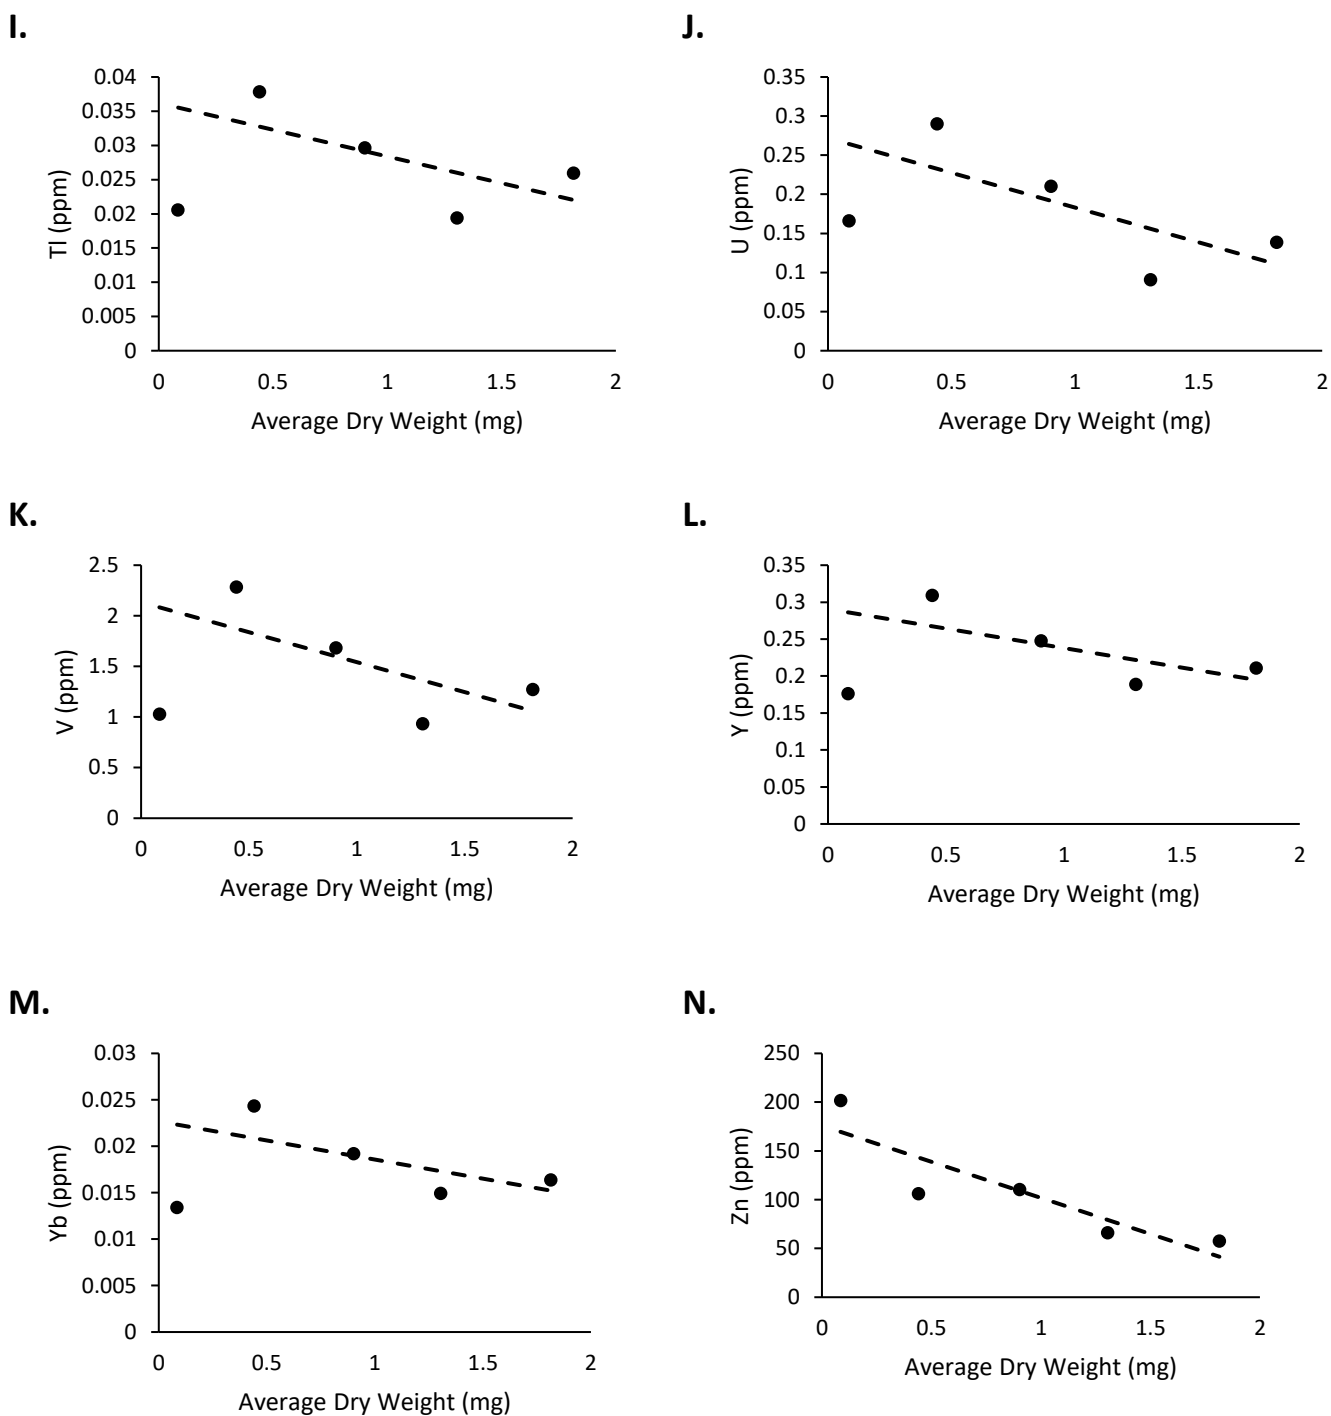 I.
0.04
0.035
0.03
0.025
0.02
0.015
0.01
0.005
0
Tl (ppm)
0 0.5 1 1.5 2
Average Dry Weight (mg)
J.
0.35
0.3
0.25
0.2
0.15
0.1
0.05
0
U (ppm)
0 0.5 1 1.5 2
Average Dry Weight (mg)
K.
2.5
2
1.5
1
0.5
0
V (ppm)
0 0.5 1 1.5 2
Average Dry Weight (mg)
L.
0.35
0.3
0.25
0.2
0.15
0.1
0.05
0
Y (ppm)
0 0.5 1 1.5 2
Average Dry Weight (mg)
M.
0.03
0.025
0.02
0.015
0.01
0.005
0
Yb (ppm)
0 0.5 1 1.5 2
Average Dry Weight (mg)
N.
250
200
150
100
50
0
Zn (ppm)
0 0.5 1 1.5 2
Average Dry Weight (mg)